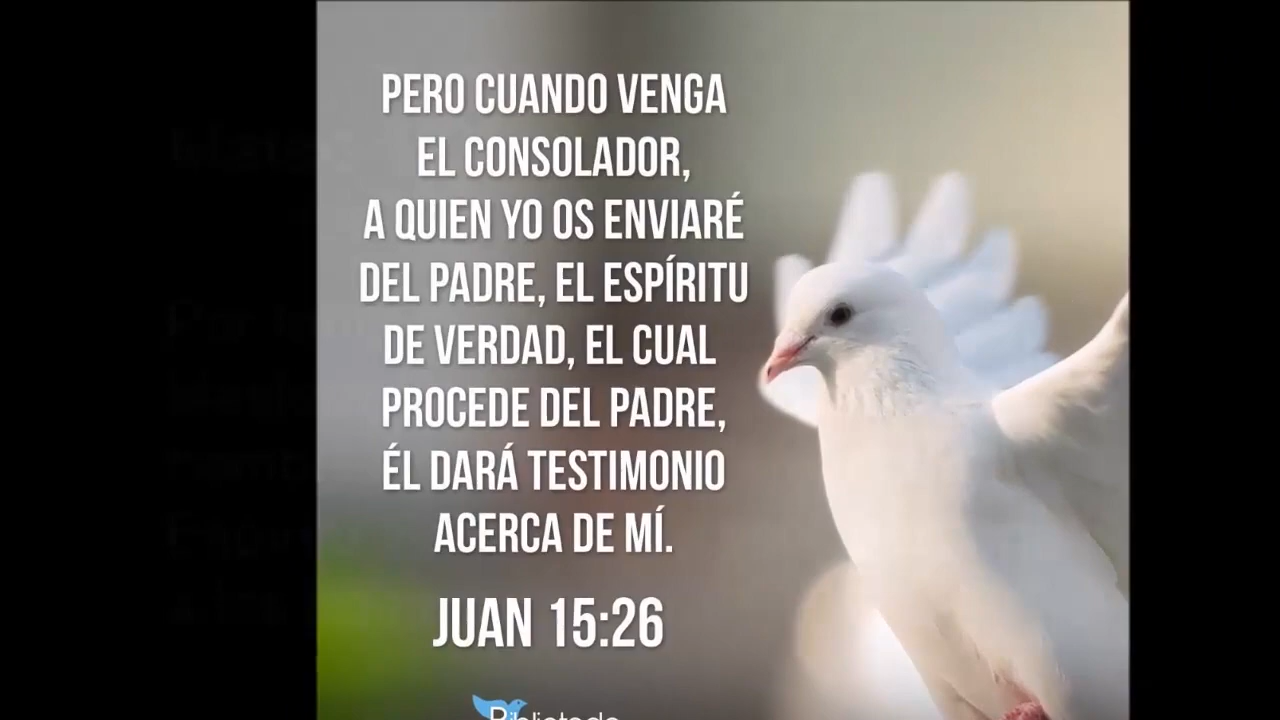 PERO CUANDO VENGA
EL CONSOLADOR,
A QUIEN YO OS ENVIARÉ
DEL PADRE, EL ESPÍRITU
DE VERDAD, EL CUAL
PROCEDE DEL PADRE,
ÉL DARÁ TESTIMONIO
ACERCA DE MÍ.
JUAN 15:26